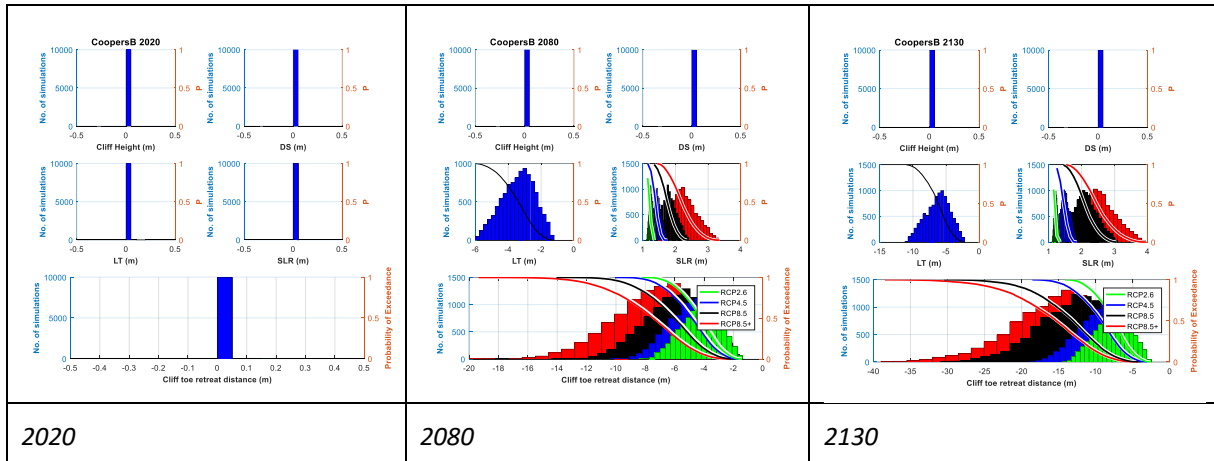 CoopersB 2020
No. of simulations
10000
5000
0
1
0.5
0
P
-0.5 0 0.5
Cliff Height (m)
No. of simulations
10000
5000
0
1
0.5
0
P
-0.5 0 0.5
DS (m)
No. of simulations
10000
5000
0
1
0.5
0
P
-0.5 0 0.5
LT (m)
No. of simulations
10000
5000
0
1
0.5
0
P
-0.5 0 0.5
SLR (m)
No. of simulations
10000
5000
0
1
0.5
0
Probability of Exceedance
-0.5 -0.4 -0.3 -0.2 -0.1 0 0.1 0.2 0.3 0.4 0.5
Cliff toe retreat distance (m)
2020
CoopersB 2080
No. of simulations
10000
5000
0
1
0.5
0
P
-0.5 0 0.5
Cliff Height (m)
No. of simulations
10000
5000
0
1
0.5
0
P
-0.5 0 0.5
DS (m)
No. of simulations
1000
500
0
1
0.5
0
P
-6 -4 -2 0
LT (m)
No. of simulations
1500
1000
500
0
1
0.5
0
P
1 2 3 4
SLR (m)
No. of simulations
1500
1000
500
0
1
0.5
0
Probability of Exceedance
RCP2.6
RCP4.5
RCP8.5
RCP8.5+
-20 -18 -16 -14 -12 -10 -8 -6 -4 -2 0
Cliff toe retreat distance (m)
2080
CoopersB 2130
No. of simulations
10000
5000
0
1
0.5
0
P
-0.5 0 0.5
Cliff Height (m)
No. of simulations
10000
5000
0
1
0.5
0
P
-0.5 0 0.5
DS (m)
No. of simulations
1500
1000
500
0
1
0.5
0
P
-15 -10 -5 0
LT (m)
No. of simulations
1500
1000
500
0
1
0.5
0
P
1 2 3 4
SLR (m)
No. of simulations
1500
1000
500
0
1
0.5
0
Probability of Exceedance
RCP2.6
RCP4.5
RCP8.5
RCP8.5+
-40 -35 -30 -25 -20 -15 -10 -5 0
Cliff toe retreat distance (m)
2130